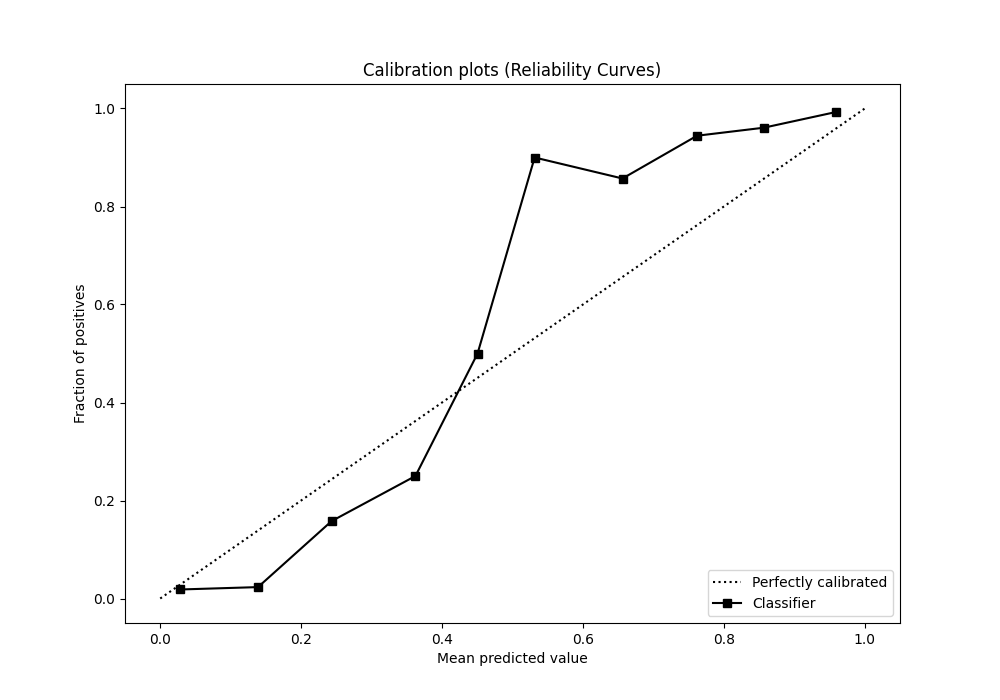 Calibration plots (Reliability Curves)
1.0
0.8
0.6
0.4
0.2
0.0
Fraction of positives
0.0 0.2 0.4 0.6 0.8 1.0
Mean predicted value
Perfectly calibrated
Classifier